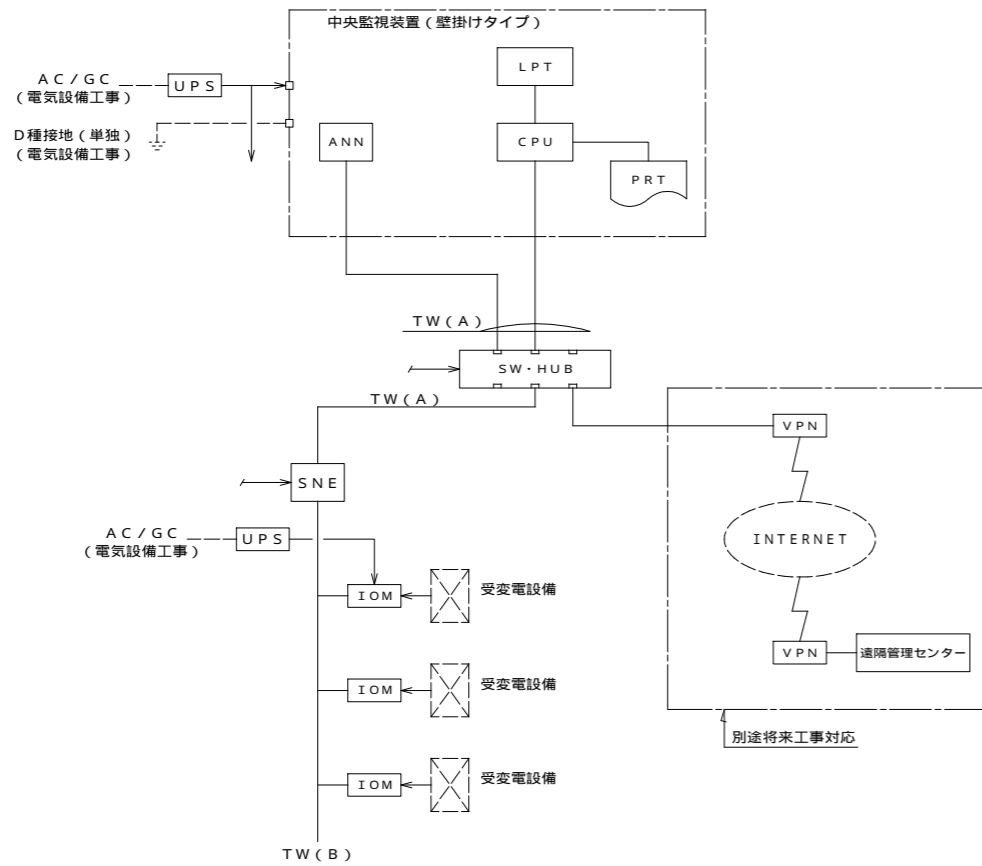 中央監視装置（壁掛けタイプ）
LPT
AC/GC
（電気設備工事）
UPS
D種接地（単独）
（電気設備工事）
ANN
CPU
PRT
TW(A)
SW・HUB
TW(A)
VPN
SNE
INTERNET
AC/GC
（電気設備工事）
UPS
IOM
受変電設備
VPN
遠隔管理センター
IOM
受変電設備
別途将来工事対応
IOM
受変電設備
TW(B)